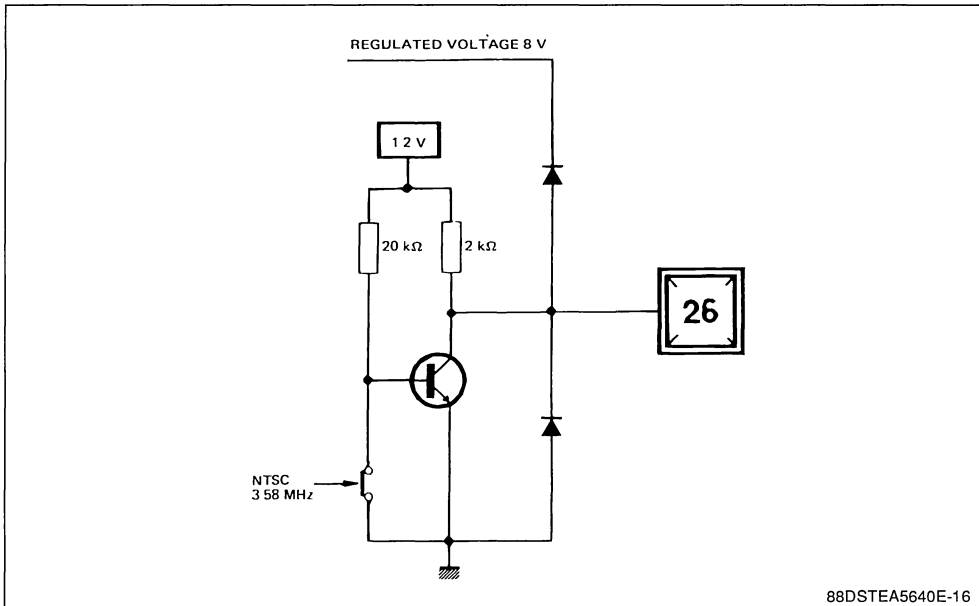 REGULATED VOLTAGE 8 V
12 V
20 kΩ
2 kΩ
26
NTSC
3 58 MHz
88DSTEA5640E-16